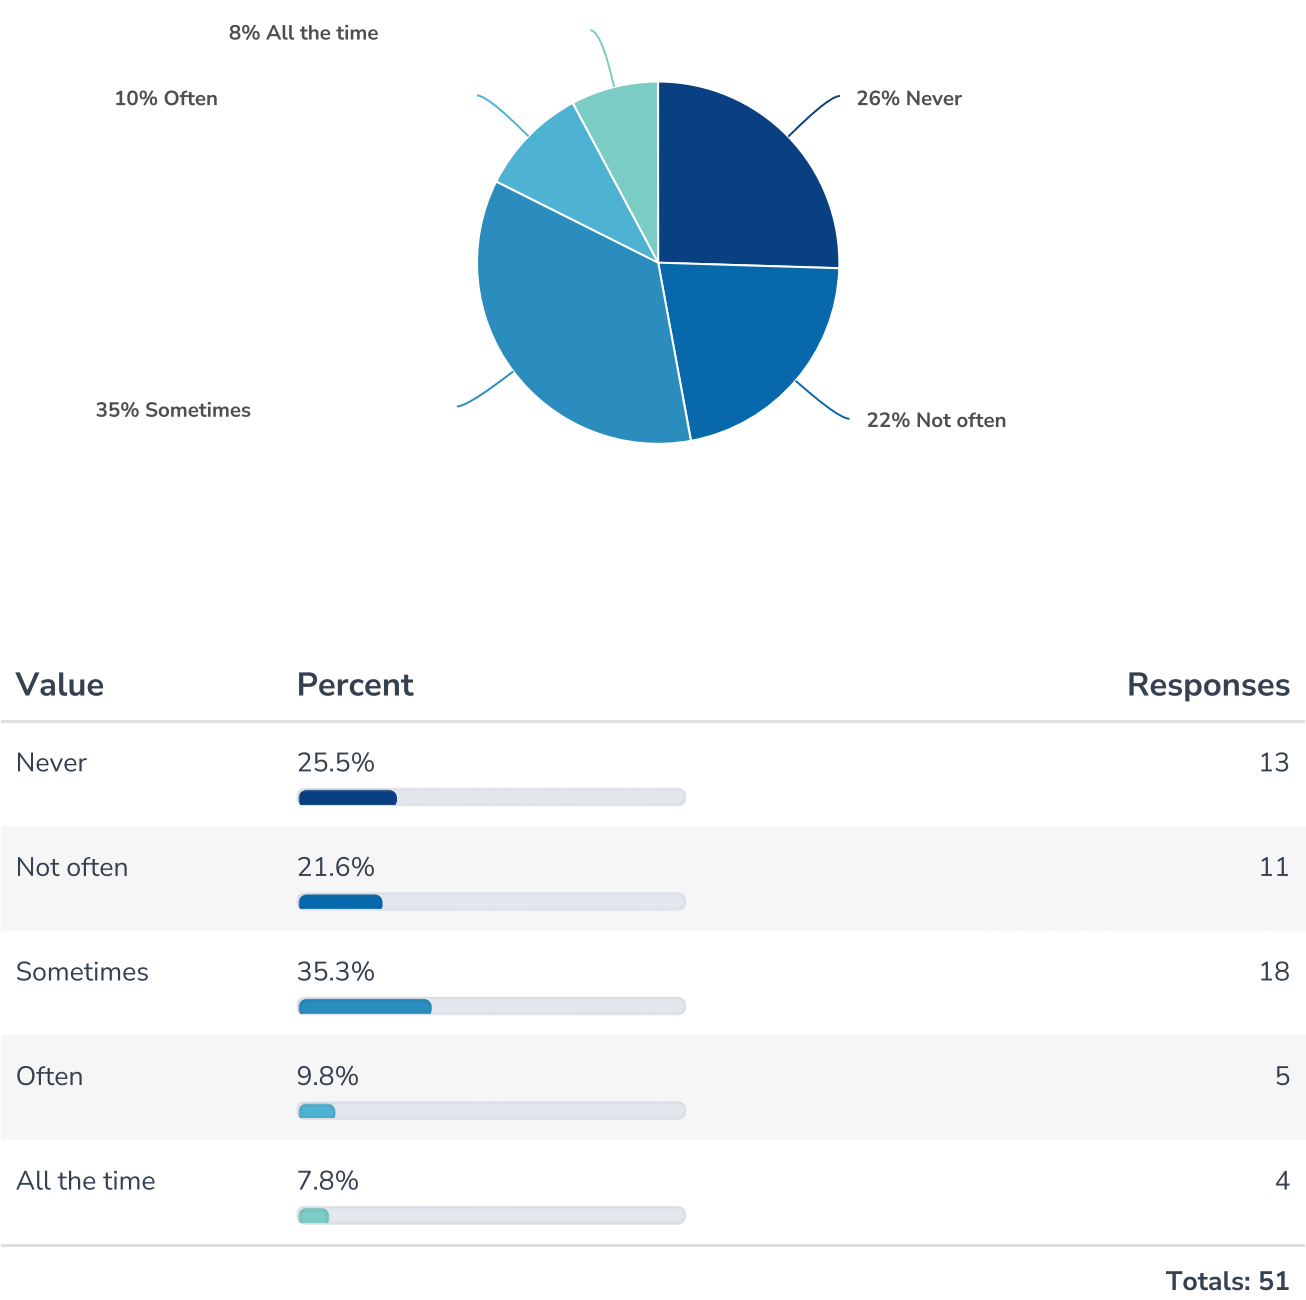 8% All the time
10% Often
26% Never
35% Sometimes
22% Not often
Value Percent Responses
Never 25.5% 13
Not often 21.6% 11
Sometimes 35.3% 18
Often 9.8% 5
All the time 7.8% 4
Totals: 51